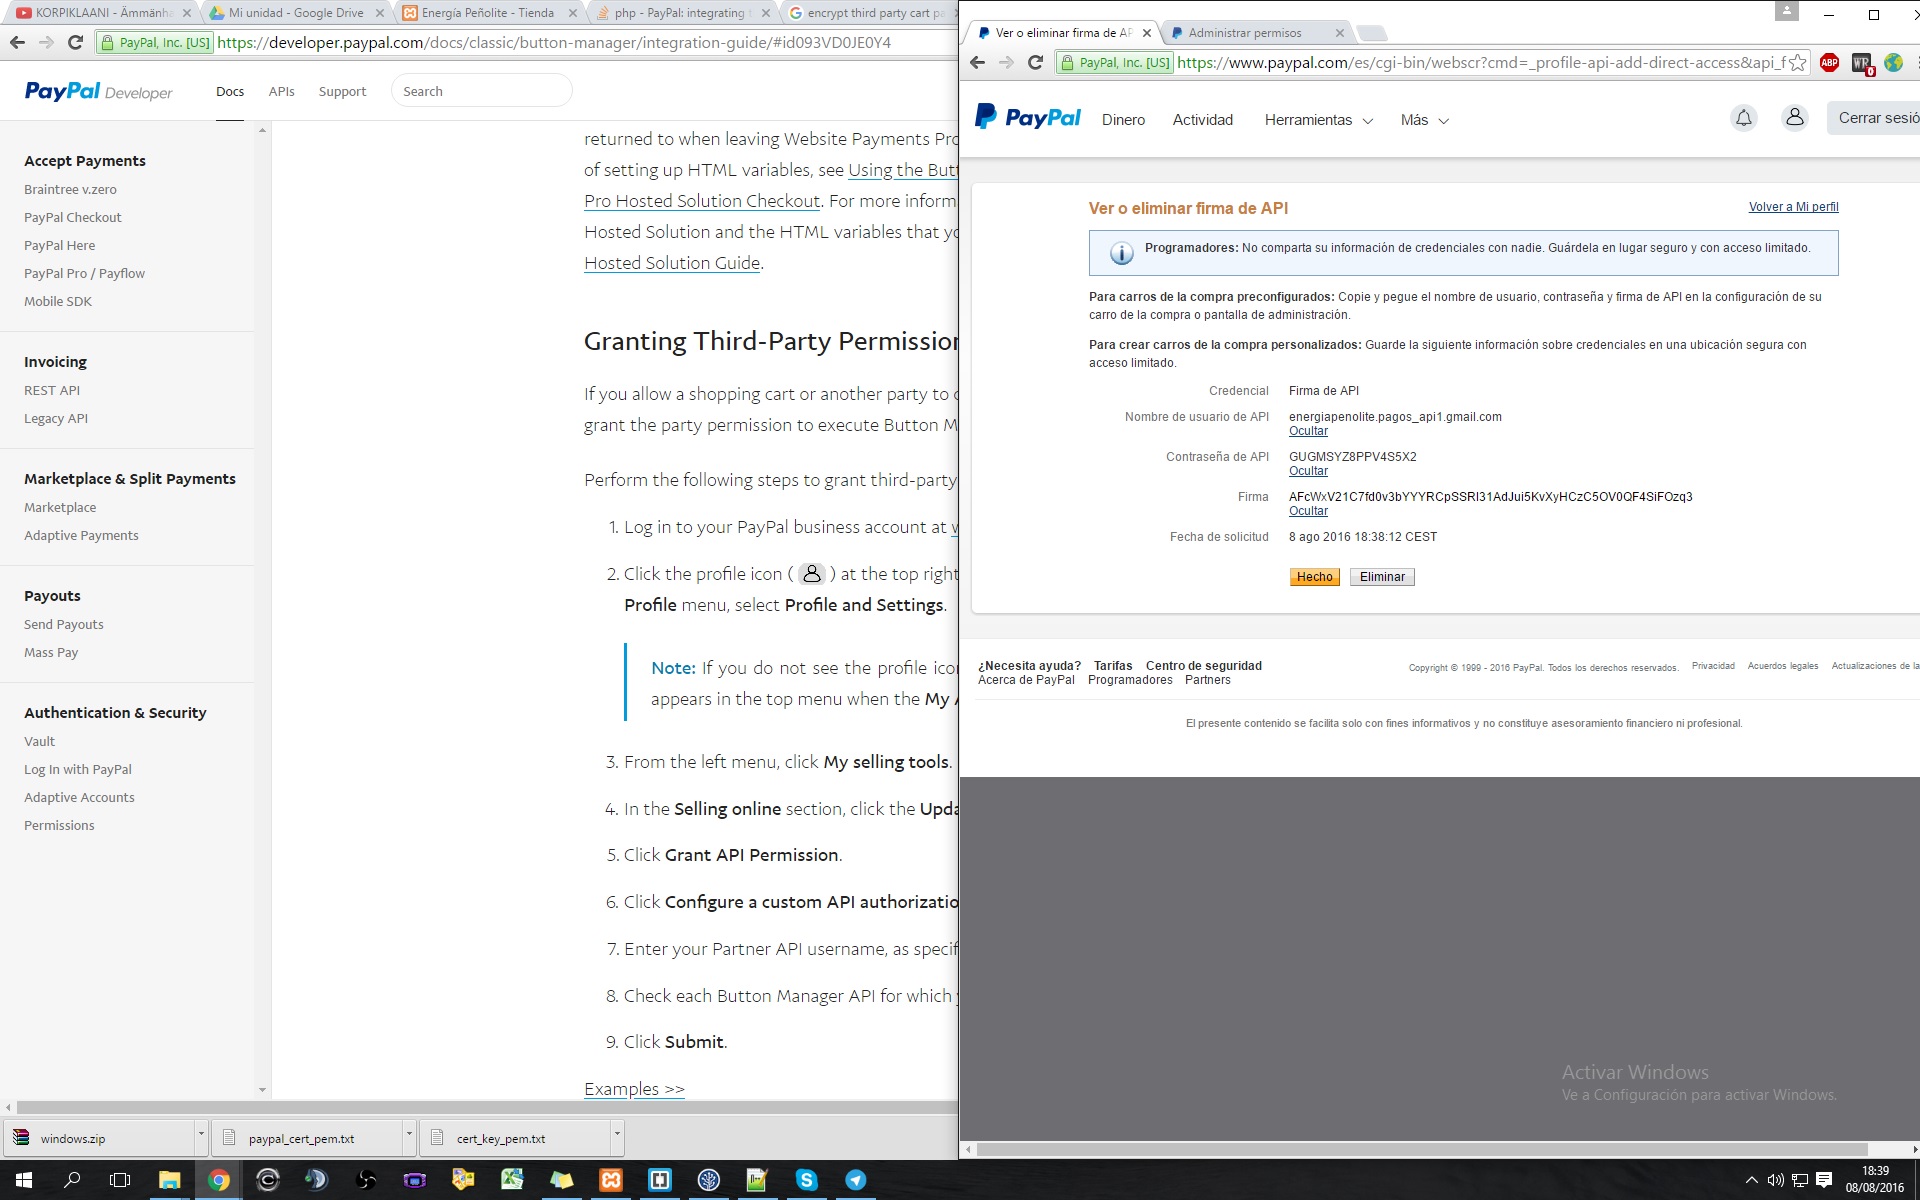 KORPIKLAANI - Ämmänha
Mi unidad - Google Drive
Energía Peñolite - Tienda
php - PayPal: integrating t
encrypt third party cart pa
PayPal, Inc. [US] https://developer.paypal.com/docs/classic/button-manager/integration-guide/#id093VD0JE0Y4
PayPal Developer
Docs
APIs
Support
Search
Accept Payments
Braintree v.zero
PayPal Checkout
PayPal Here
PayPal Pro / Payflow
Mobile SDK
Invoicing
REST API
Legacy API
Marketplace & Split Payments
Marketplace
Adaptive Payments
Payouts
Send Payouts
Mass Pay
Authentication & Security
Vault
Log In with PayPal
Adaptive Accounts
Permissions
returned to when leaving Website Payments Pro
of setting up HTML variables, see Using the But
Pro Hosted Solution Checkout. For more inform
Hosted Solution and the HTML variables that yo
Hosted Solution Guide.
Granting Third-Party Permission
If you allow a shopping cart or another party to c
grant the party permission to execute Button M
Perform the following steps to grant third-party
1. Log in to your PayPal business account at w
2. Click the profile icon ( ) at the top right
Profile menu, select Profile and Settings.
Note: If you do not see the profile icon
appears in the top menu when the My A
3. From the left menu, click My selling tools.
4. In the Selling online section, click the Upda
5. Click Grant API Permission.
6. Click Configure a custom API authorizatio
7. Enter your Partner API username, as specif
8. Check each Button Manager API for which y
9. Click Submit.
Examples >>
windows.zip
paypal_cert_pem.txt
cert_key_pem.txt
Ver o eliminar firma de AP
Administrar permisos
PayPal, Inc. [US] https://www.paypal.com/es/cgi-bin/webscr?cmd=_profile-api-add-direct-access&api_f
ABP
WR
0
PayPal
Dinero
Actividad
Herramientas
Más
Cerrar sesió
Ver o eliminar firma de API
Volver a Mi perfil
Programadores: No comparta su información de credenciales con nadie. Guárdela en lugar seguro y con acceso limitado.
Para carros de la compra preconfigurados: Copie y pegue el nombre de usuario, contraseña y firma de API en la configuración de su
carro de la compra o pantalla de administración.
Para crear carros de la compra personalizados: Guarde la siguiente información sobre credenciales en una ubicación segura con
acceso limitado.
Credencial Firma de API
Nombre de usuario de API energiapenolite.pagos_api1.gmail.com
Ocultar
Contraseña de API GUGMSYZ8PPV4S5X2
Ocultar
Firma AFcWxV21C7fd0v3bYYYRCpSSRl31AdJui5KvXyHCzC5OV0QF4SiFOzq3
Ocultar
Fecha de solicitud 8 ago 2016 18:38:12 CEST
Hecho
Eliminar
¿Necesita ayuda? Tarifas Centro de seguridad
Acerca de PayPal Programadores Partners
Copyright © 1999 - 2016 PayPal. Todos los derechos reservados. Privacidad Acuerdos legales Actualizaciones de la
El presente contenido se facilita solo con fines informativos y no constituye asesoramiento financiero ni profesional.
Activar Windows
Ve a Configuración para activar Windows.
18:39
08/08/2016